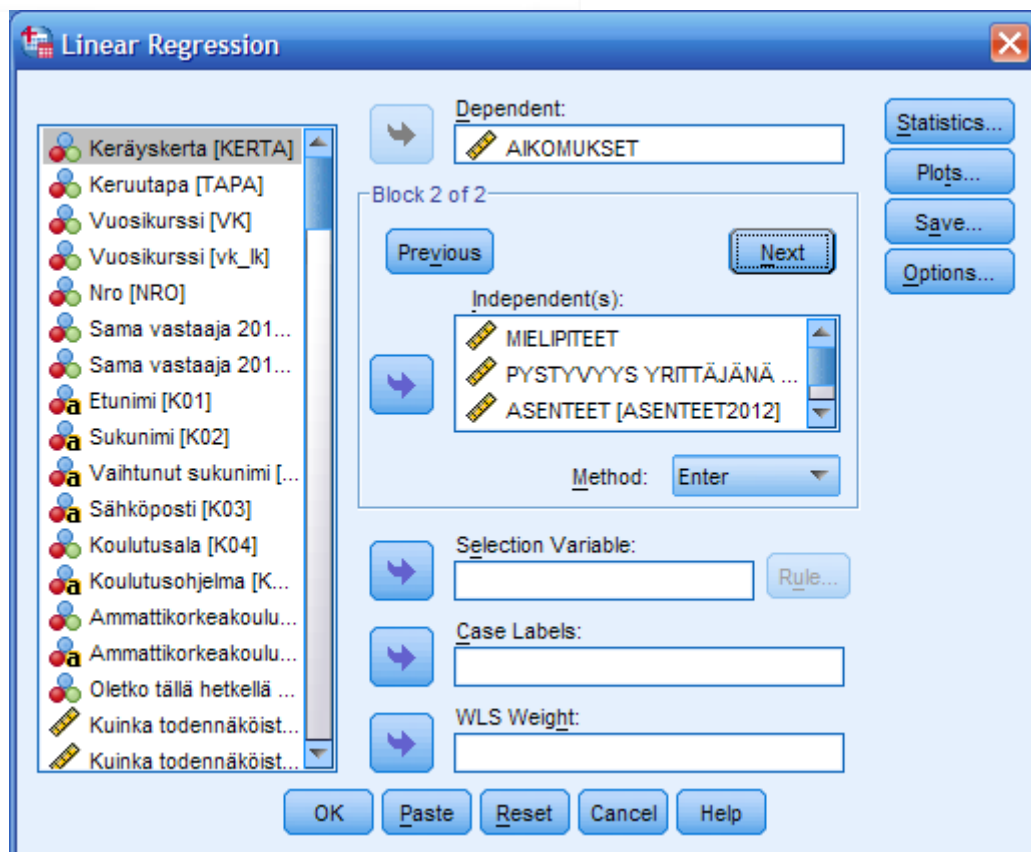 Linear Regression
Keräyskerta [KERTA]
Keruutapa [TAPA]
Vuosikurssi [VK]
Vuosikurssi [vk_lk]
Nro [NRO]
Sama vastaaja 201...
Sama vastaaja 201...
Etunimi [K01]
Sukunimi [K02]
Vaihtunut sukunimi [...
Sähköposti [K03]
Koulutusala [K04]
Koulutusohjelma [K...
Ammattikorkeakoulu...
Ammattikorkeakoulu...
Oletko tällä hetkellä ...
Kuinka todennäköist...
Kuinka todennäköist...
Dependent:
AIKOMUKSET
Block 2 of 2
Previous
Next
Independent(s):
MIELIPITEET
PYSTYVYYS YRITTÄJÄNÄ ...
ASENTEET [ASENTEET2012]
Method:
Enter
Selection Variable:
Rule...
Case Labels:
WLS Weight:
Statistics...
Plots...
Save...
Options...
OK
Paste
Reset
Cancel
Help